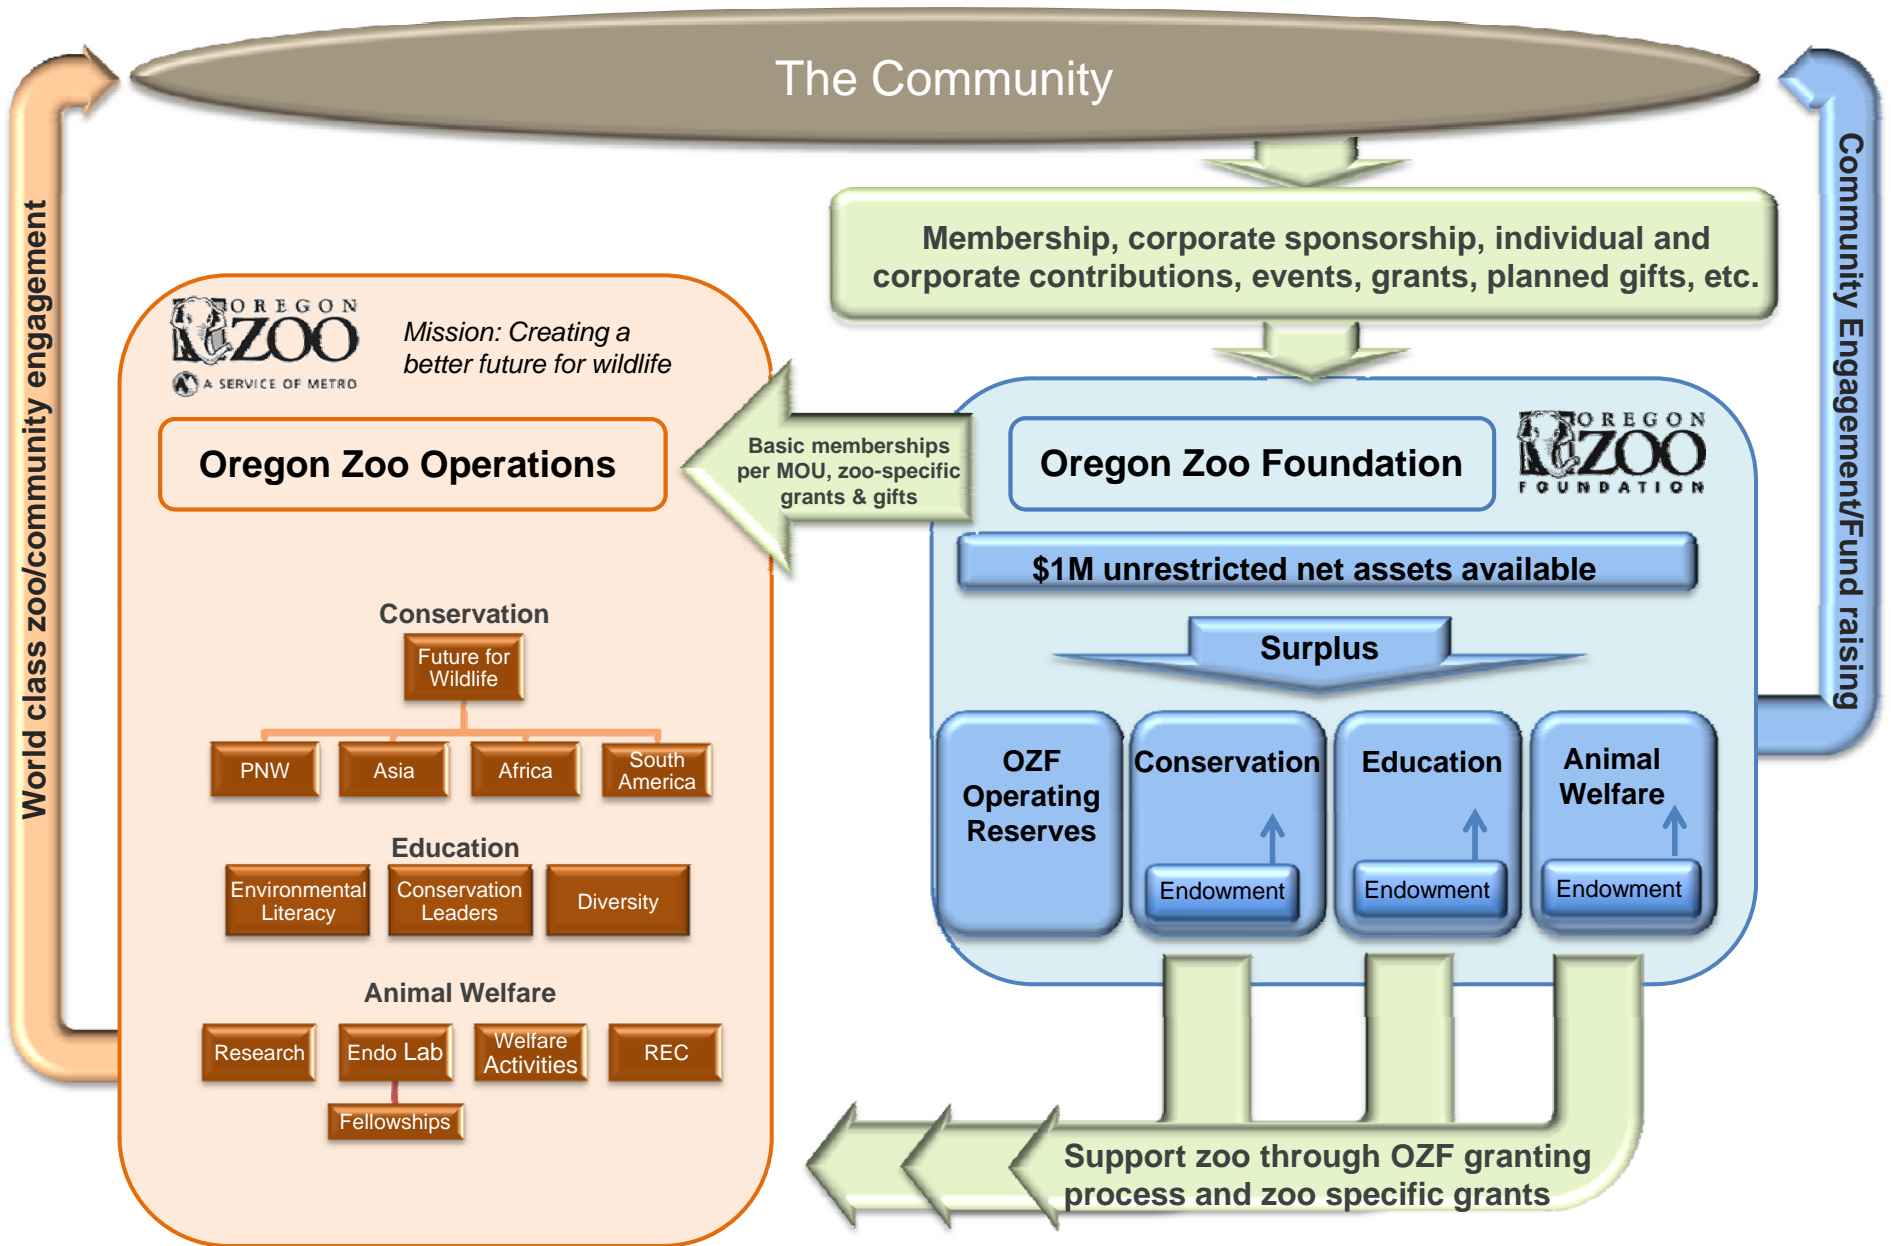 The Community
World class zoo/community engagement
Community Engagement/Fund raising
Membership, corporate sponsorship, individual and
corporate contributions, events, grants, planned gifts, etc.
OREGON
ZOO
A SERVICE OF METRO
Mission: Creating a
better future for wildlife
Oregon Zoo Operations
Basic memberships
per MOU, zoo-specific
grants & gifts
Oregon Zoo Foundation
OREGON
ZOO
FOUNDATION
$1M unrestricted net assets available
Surplus
OZF
Operating
Reserves
Conservation
Endowment
Education
Endowment
Animal
Welfare
Endowment
Conservation
Future for
Wildlife
PNW
Asia
Africa
South
America
Education
Environmental
Literacy
Conservation
Leaders
Diversity
Animal Welfare
Research
Endo Lab
Welfare
Activities
REC
Fellowships
Support zoo through OZF granting
process and zoo specific grants